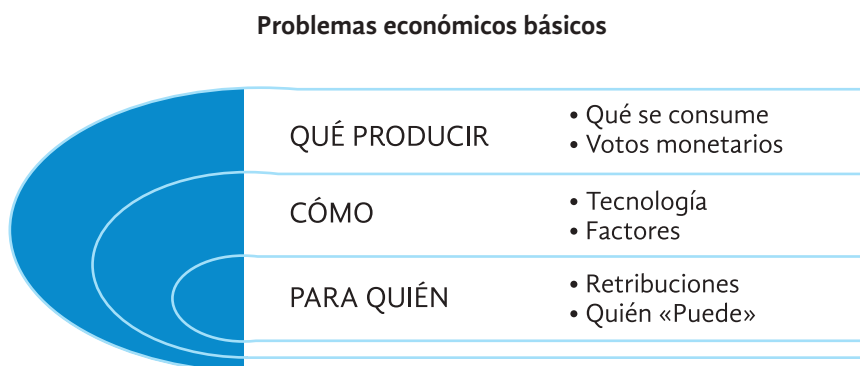 Problemas económicos básicos
QUÉ PRODUCIR
• Qué se consume
• Votos monetarios
CÓMO
• Tecnología
• Factores
PARA QUIÉN
• Retribuciones
• Quién «Puede»